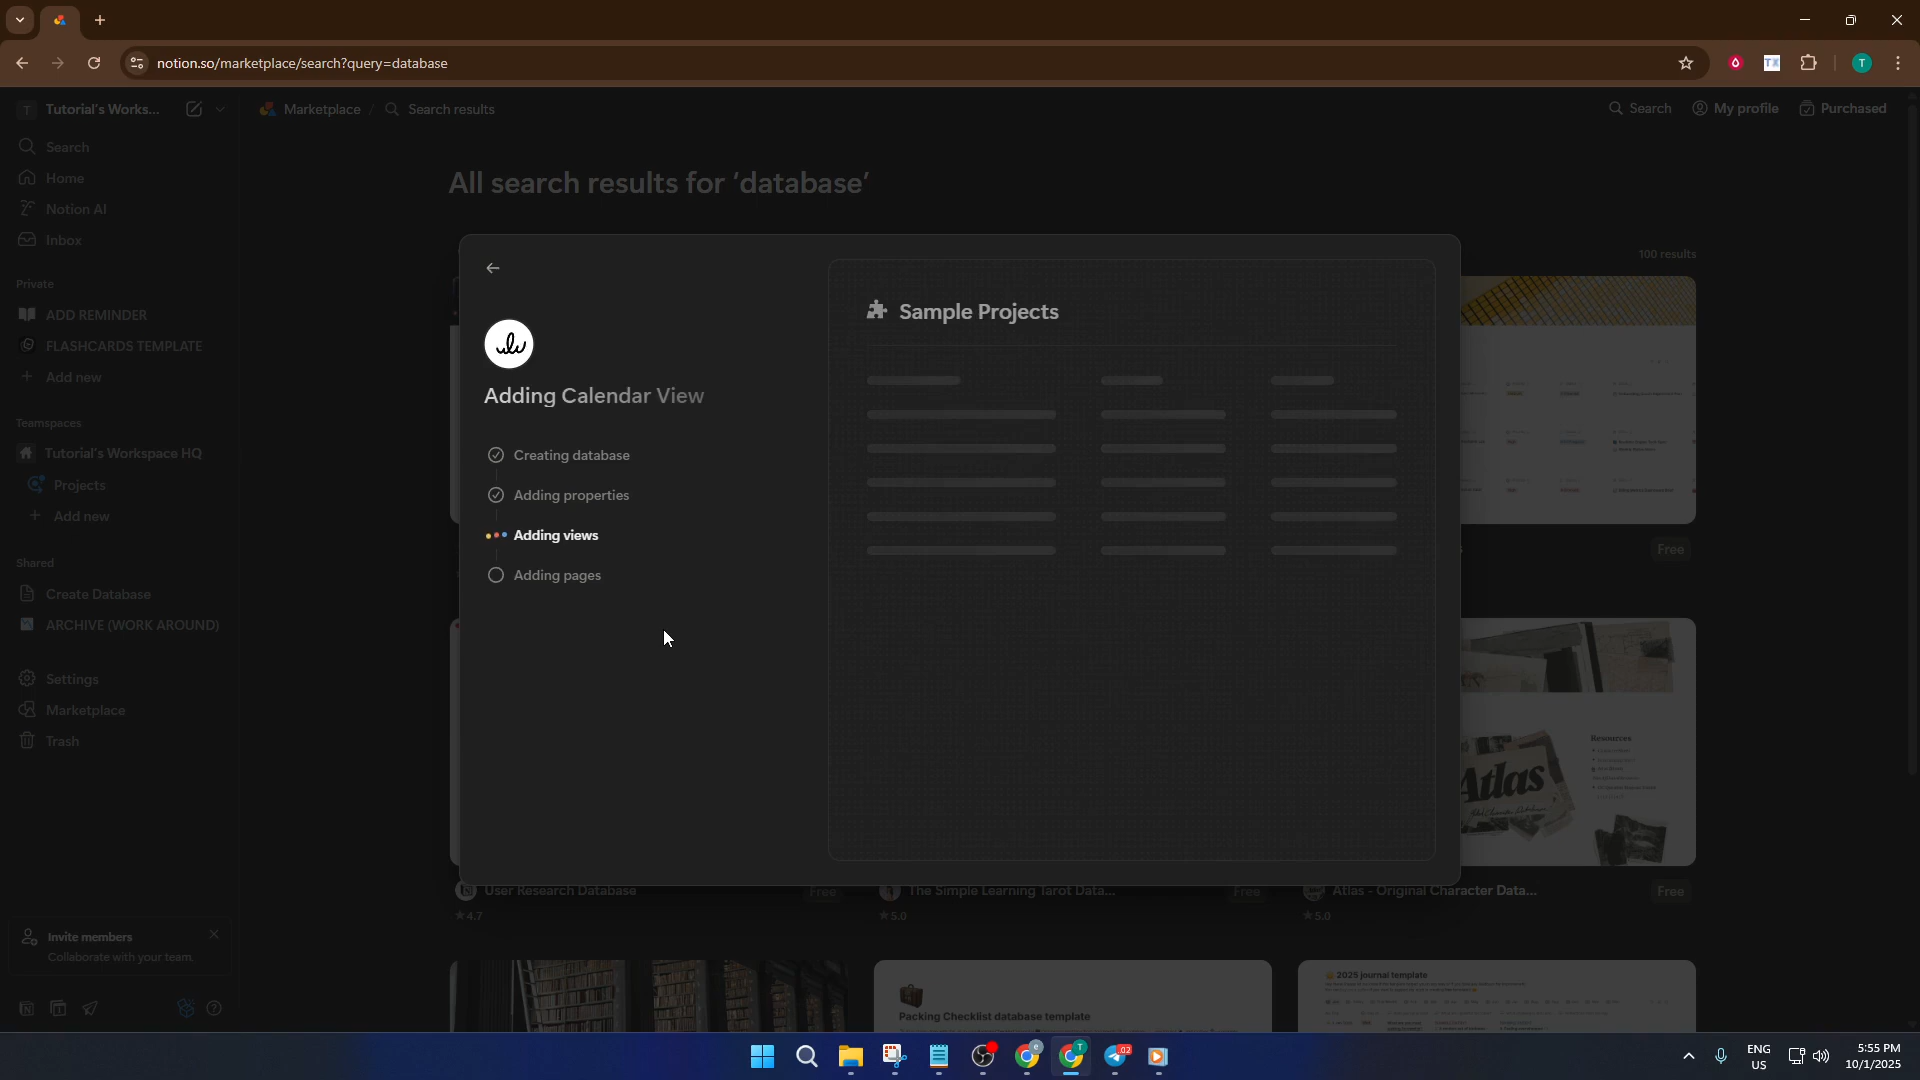 notion.so/marketplace/search?query=database
T
Tutorial's Works...
Marketplace / Search results
Search
My profile
Purchased
Search
Home
Notion AI
Inbox
Private
ADD REMINDER
FLASHCARDS TEMPLATE
Add new
Teamspaces
Tutorial's Workspace HQ
Projects
Add new
Shared
Create Database
ARCHIVE (WORK AROUND)
Settings
Marketplace
Trash
Invite members
Collaborate with your team.
All search results for 'database'
100 results
Adding Calendar View
Creating database
Adding properties
Adding views
Adding pages
Sample Projects
Free
Resources
Atlas
User Research Database
Free
★4.7
The Simple Learning Tarot Data...
Free
★5.0
Atlas - Original Character Data...
Free
★5.0
Packing Checklist database template
2025 journal template
02
ENG
US
5:55 PM
10/1/2025